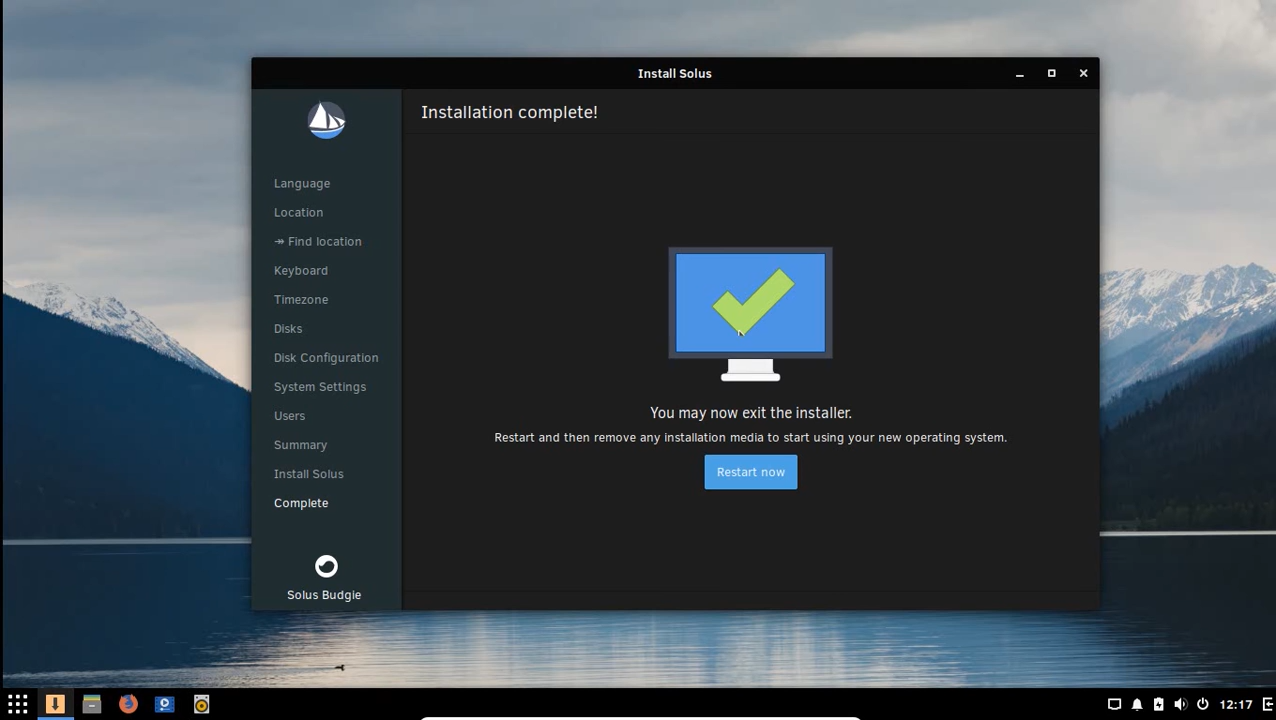 Install Solus
Installation complete!
Language
Location
↠ Find location
Keyboard
Timezone
Disks
Disk Configuration
System Settings
Users
Summary
Install Solus
Complete
Solus Budgie
You may now exit the installer.
Restart and then remove any installation media to start using your new operating system.
Restart now
12:17